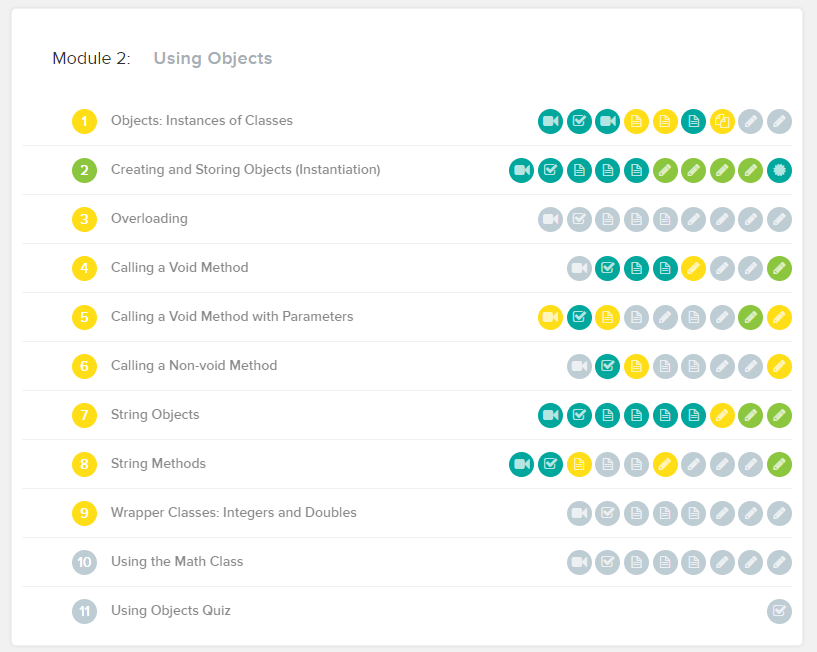 Module 2: Using Objects
1 Objects: Instances of Classes
2 Creating and Storing Objects (Instantiation)
3 Overloading
4 Calling a Void Method
5 Calling a Void Method with Parameters
6 Calling a Non-void Method
7 String Objects
8 String Methods
9 Wrapper Classes: Integers and Doubles
10 Using the Math Class
11 Using Objects Quiz